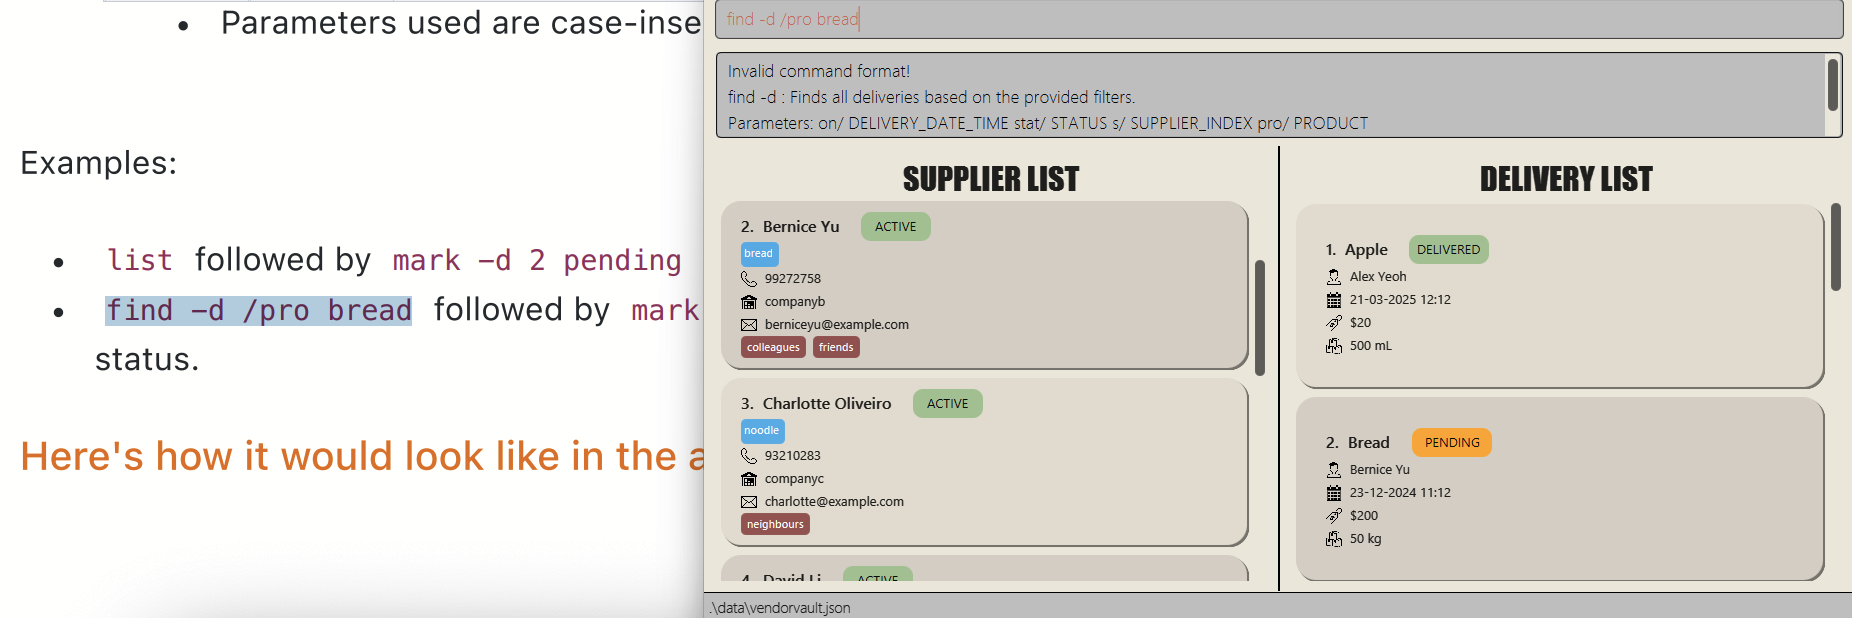 Parameters used are case-inse
Examples:
list followed by mark -d 2 pending
find -d /pro bread followed by mark
status.
Here's how it would look like in the a
find -d /pro bread
Invalid command format!
find -d : Finds all deliveries based on the provided filters.
Parameters: on/ DELIVERY_DATE_TIME stat/ STATUS s/ SUPPLIER_INDEX pro/ PRODUCT
SUPPLIER LIST
2. Bernice Yu ACTIVE
bread
99272758
companyb
berniceyu@example.com
colleagues friends
3. Charlotte Oliveiro ACTIVE
noodle
93210283
companyc
charlotte@example.com
neighbours
4. David Li ACTIVE
DELIVERY LIST
1. Apple DELIVERED
Alex Yeoh
21-03-2025 12:12
$20
500 mL
2. Bread PENDING
Bernice Yu
23-12-2024 11:12
$200
50 kg
.\data\vendorvault.json